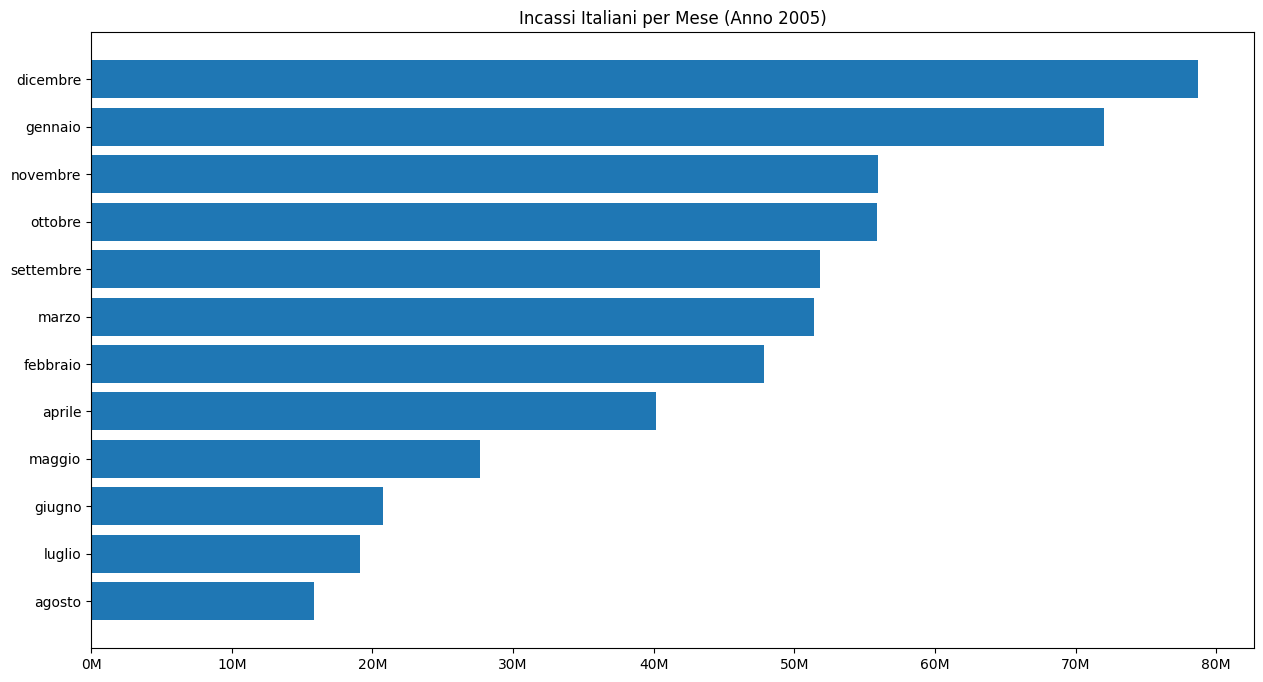 Incassi Italiani per Mese (Anno 2005)
dicembre
gennaio
novembre
ottobre
settembre
marzo
febbraio
aprile
maggio
giugno
luglio
agosto
0M 10M 20M 30M 40M 50M 60M 70M 80M